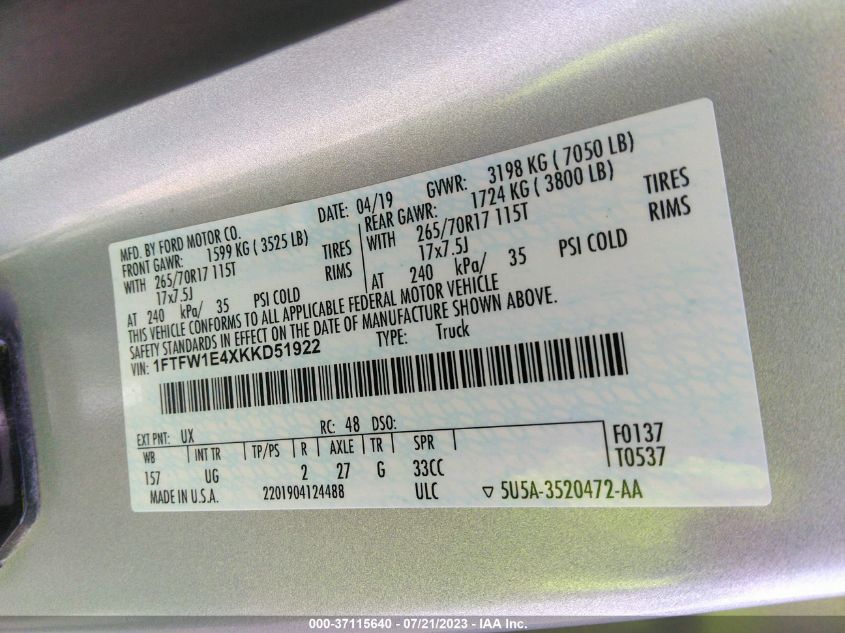 MFD. BY FORD MOTOR CO.
DATE: 04/19 GVWR: 3198 KG ( 7050 LB)
FRONT GAWR: 1599 KG ( 3525 LB)
REAR GAWR: 1724 KG ( 3800 LB)
WITH 265/70R17 115T TIRES
WITH 265/70R17 115T TIRES
17x7.5J RIMS
17x7.5J RIMS
AT 240 kPa/ 35 PSI COLD
AT 240 kPa/ 35 PSI COLD
THIS VEHICLE CONFORMS TO ALL APPLICABLE FEDERAL MOTOR VEHICLE
SAFETY STANDARDS IN EFFECT ON THE DATE OF MANUFACTURE SHOWN ABOVE.
VIN: 1FTFW1E4XKKD51922 TYPE: Truck
EXT PNT: UX RC: 48 DSO: F0137
WB INT TR TP/PS R AXLE TR SPR T0537
157 UG 2 27 G 33CC
MADE IN U.S.A. 2201904124488 ULC ▽ 5U5A-3520472-AA
000-37115640 - 07/21/2023 - IAA Inc.